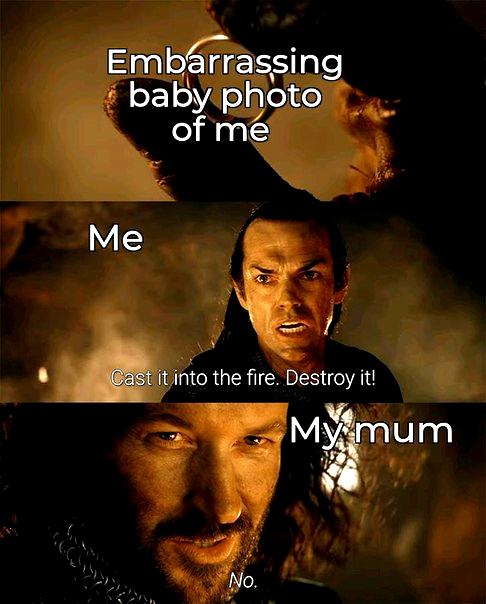 Embarrassing
baby photo
of me
Me
Cast it into the fire. Destroy it!
My mum
No.